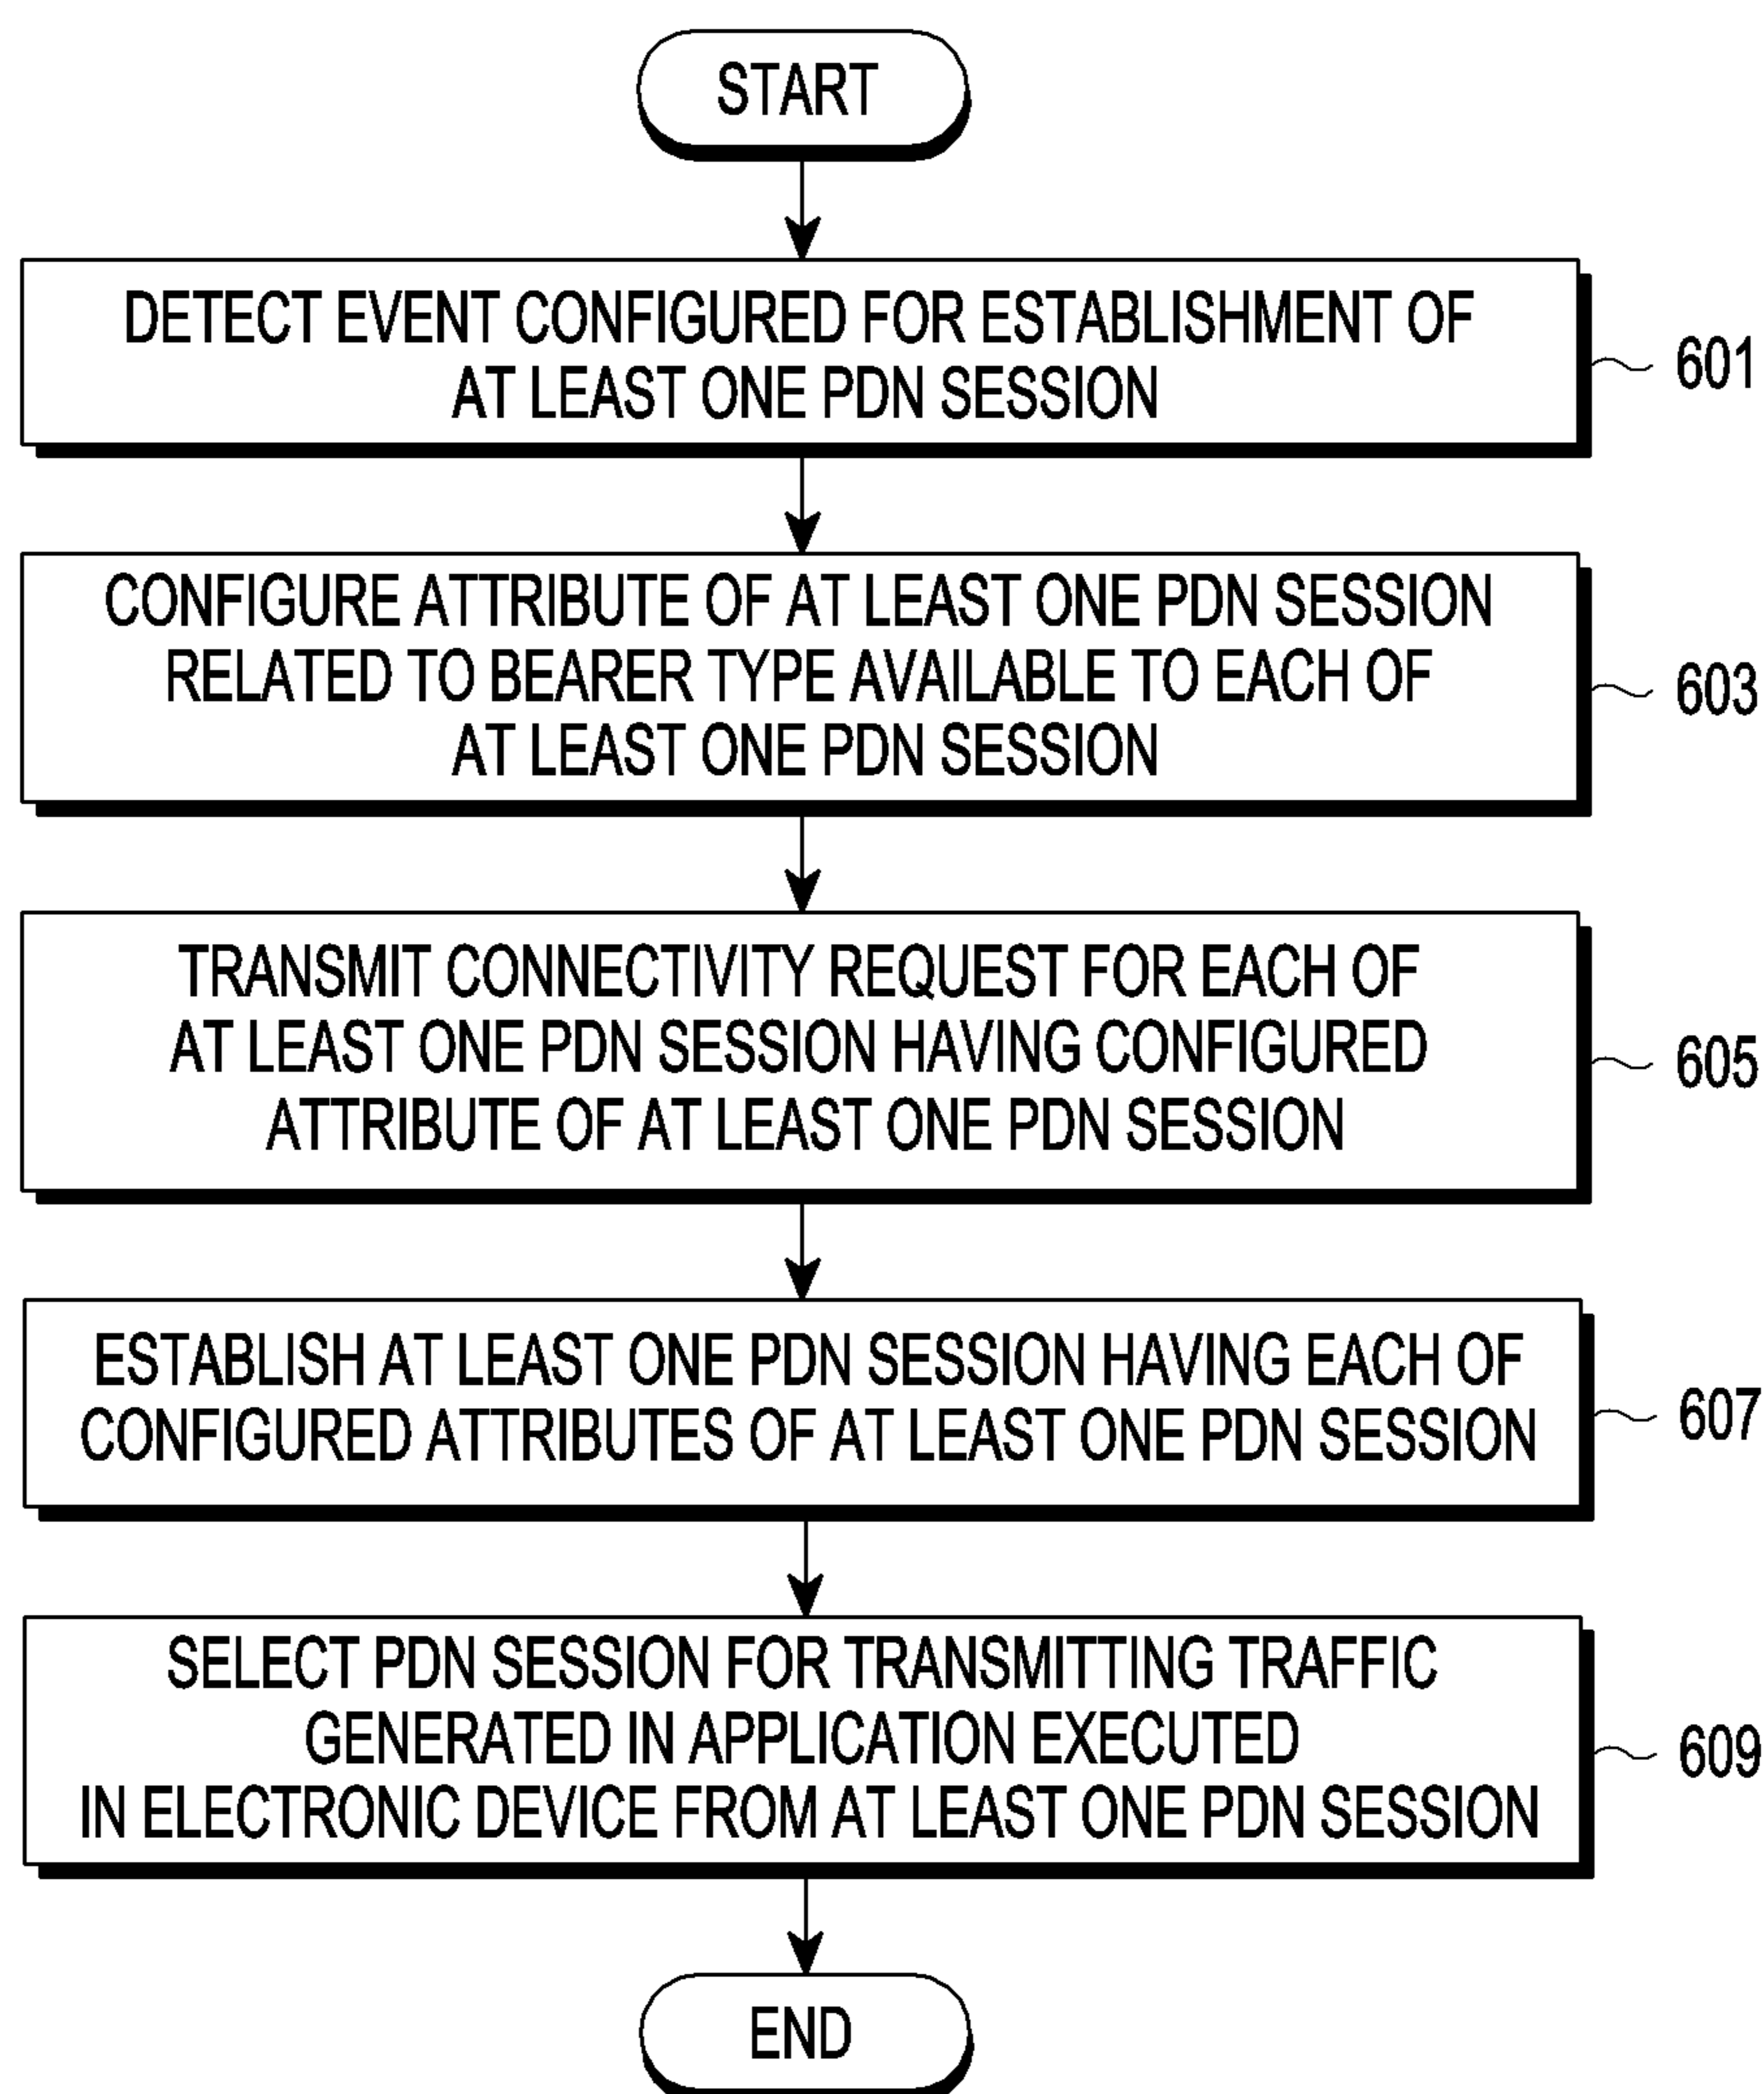 START
DETECT EVENT CONFIGURED FOR ESTABLISHMENT OF
AT LEAST ONE PDN SESSION
601
CONFIGURE ATTRIBUTE OF AT LEAST ONE PDN SESSION
RELATED TO BEARER TYPE AVAILABLE TO EACH OF
AT LEAST ONE PDN SESSION
603
TRANSMIT CONNECTIVITY REQUEST FOR EACH OF
AT LEAST ONE PDN SESSION HAVING CONFIGURED
ATTRIBUTE OF AT LEAST ONE PDN SESSION
605
ESTABLISH AT LEAST ONE PDN SESSION HAVING EACH OF
CONFIGURED ATTRIBUTES OF AT LEAST ONE PDN SESSION
607
SELECT PDN SESSION FOR TRANSMITTING TRAFFIC
GENERATED IN APPLICATION EXECUTED
IN ELECTRONIC DEVICE FROM AT LEAST ONE PDN SESSION
609
END